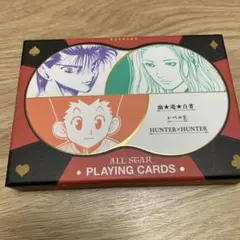 幽★遊★白書
レベルE
HUNTER×HUNTER
ALL STAR
PLAYING CARDS